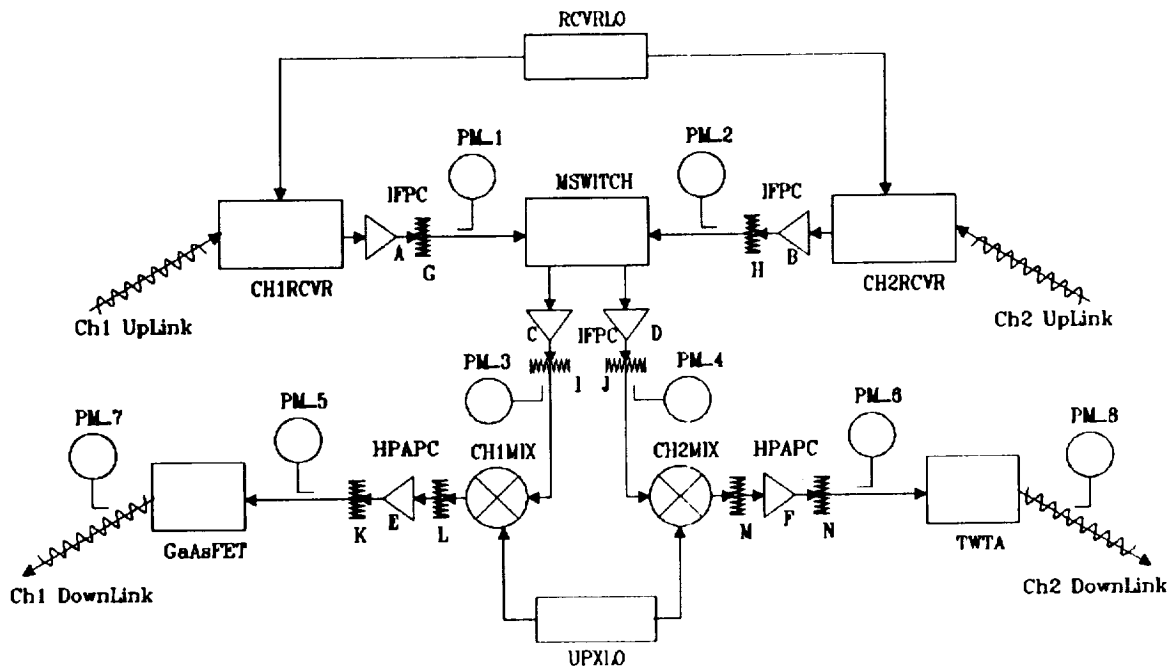 RCVRLO
PM_1
PM_2
IFPC
MSWITCH
IFPC
A
G
H
B
CH1RCVR
CH2RCVR
Ch1 UpLink
Ch2 UpLink
C
IFPC
D
PM_3
I
J
PM_4
PM_7
PM_5
PM_6
PM_8
HPAPC
CH1MIX
CH2MIX
HPAPC
K
E
L
M
F
N
GaAsFET
TWTA
Ch1 DownLink
Ch2 DownLink
UPXLO